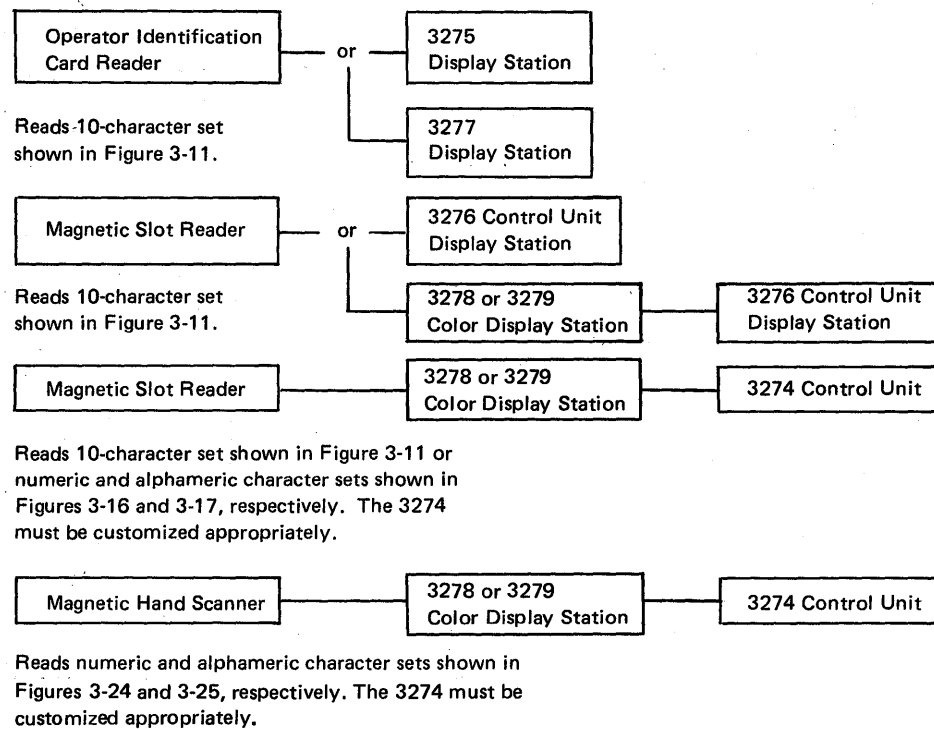 Operator Identification
Card Reader
or
3275
Display Station
Reads 10-character set
shown in Figure 3-11.
3277
Display Station
Magnetic Slot Reader
or
3276 Control Unit
Display Station
Reads 10-character set
shown in Figure 3-11.
3278 or 3279
Color Display Station
3276 Control Unit
Display Station
Magnetic Slot Reader
3278 or 3279
Color Display Station
3274 Control Unit
Reads 10-character set shown in Figure 3-11 or
numeric and alphameric character sets shown in
Figures 3-16 and 3-17, respectively. The 3274
must be customized appropriately.
Magnetic Hand Scanner
3278 or 3279
Color Display Station
3274 Control Unit
Reads numeric and alphameric character sets shown in
Figures 3-24 and 3-25, respectively. The 3274 must be
customized appropriately.